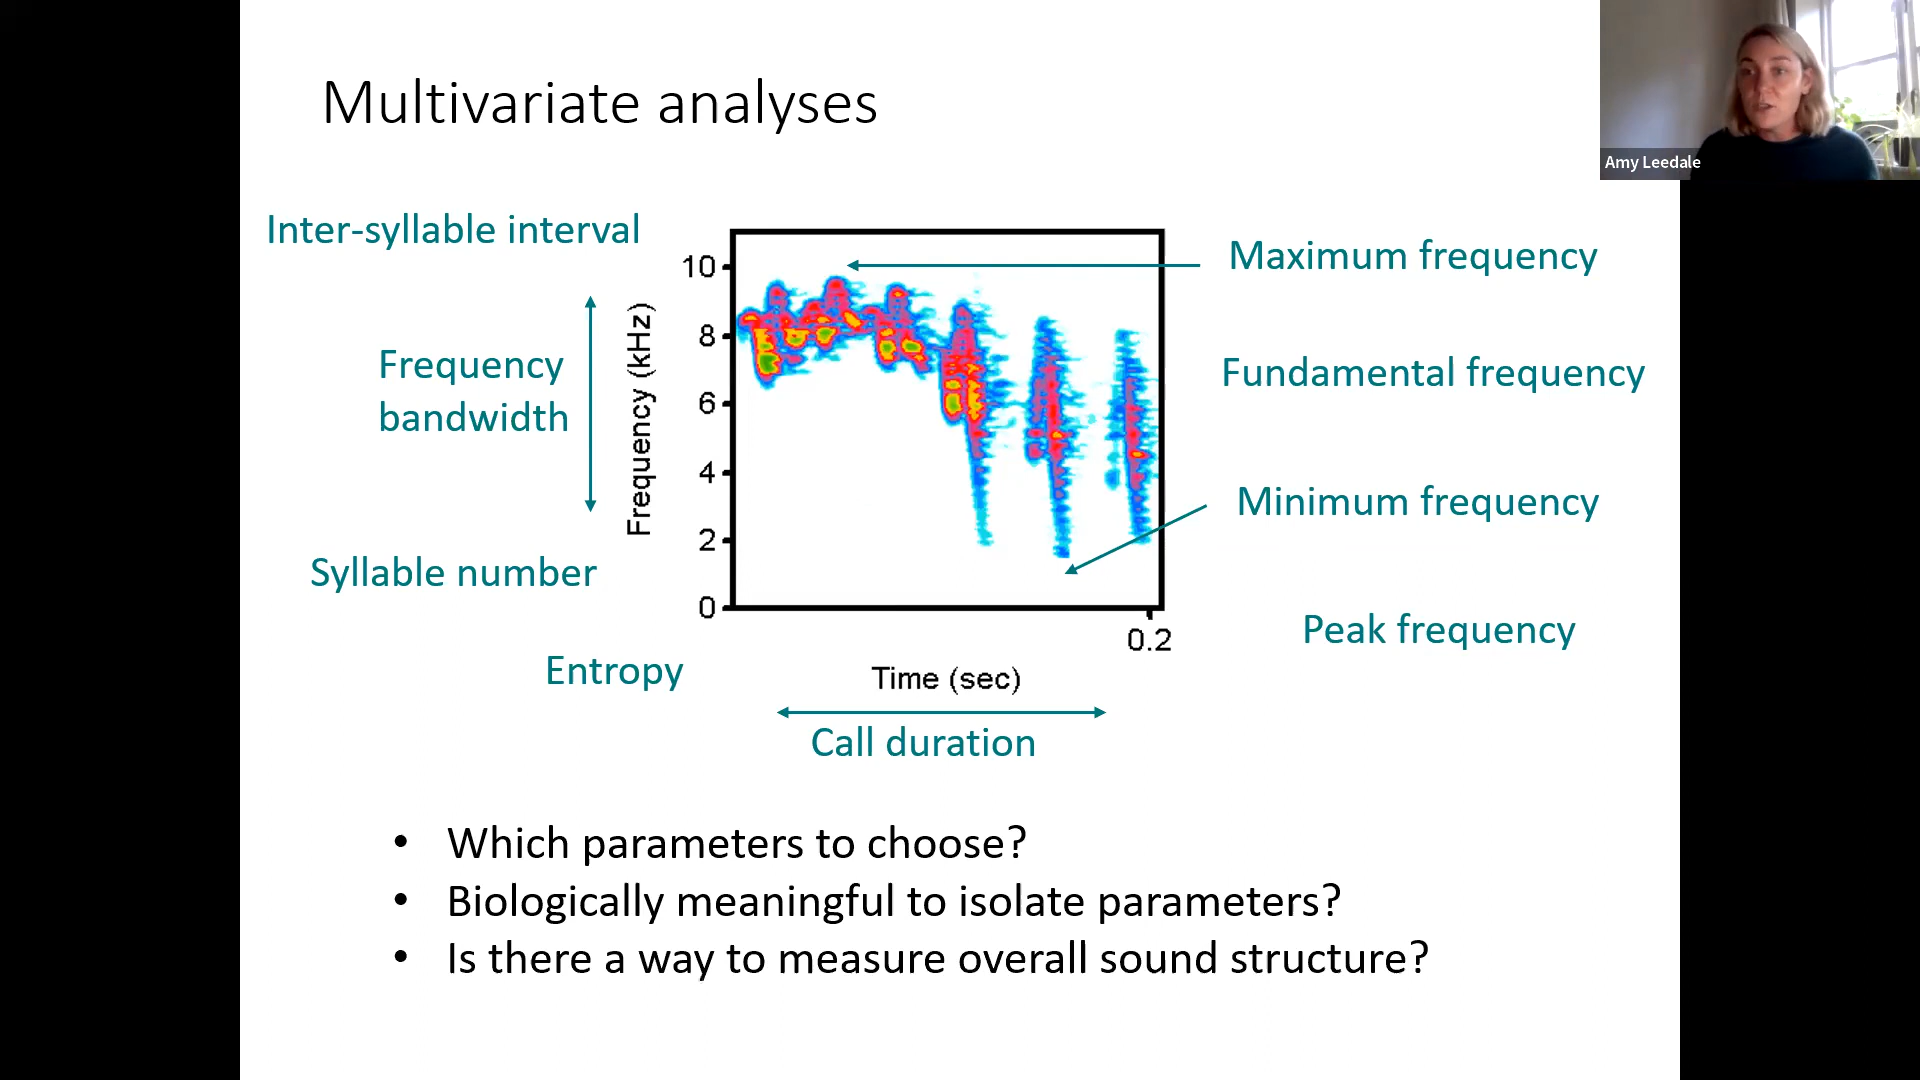 Multivariate analyses
Amy Leedale
Inter-syllable interval
Frequency
bandwidth
Syllable number
Entropy
Frequency (kHz)
10
8
6
4
2
0
0.2
Time (sec)
Call duration
Maximum frequency
Fundamental frequency
Minimum frequency
Peak frequency
• Which parameters to choose?
• Biologically meaningful to isolate parameters?
• Is there a way to measure overall sound structure?